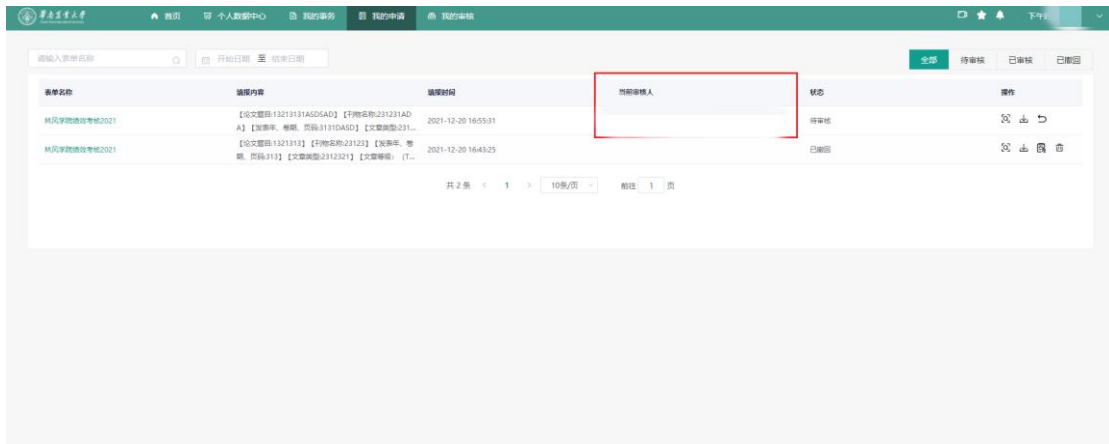 华南农业大学
首页 个人数据中心 我的事务 我的申请 我的审核 下午
请输入表单名称 开始日期 至 结束日期 全部 待审核 已审核 已撤回
表单名称 填报内容 填报时间 当前审核人 状态 操作
【论文题目:13213131ASDSAD】【刊物名称:231231AD
林风学院绩效考核2021 2021-12-20 16:55:31 待审核
A】【发表年、卷期、页码:3131DASD】【文章类型:231...
【论文题目:1321313】【刊物名称:23123】【发表年、卷
林风学院绩效考核2021 2021-12-20 16:43:25 已撤回
期、页码:313】【文章类型:2312321】【文章等级:（T...
共 2 条 < 1 > 10条/页 前往 1 页